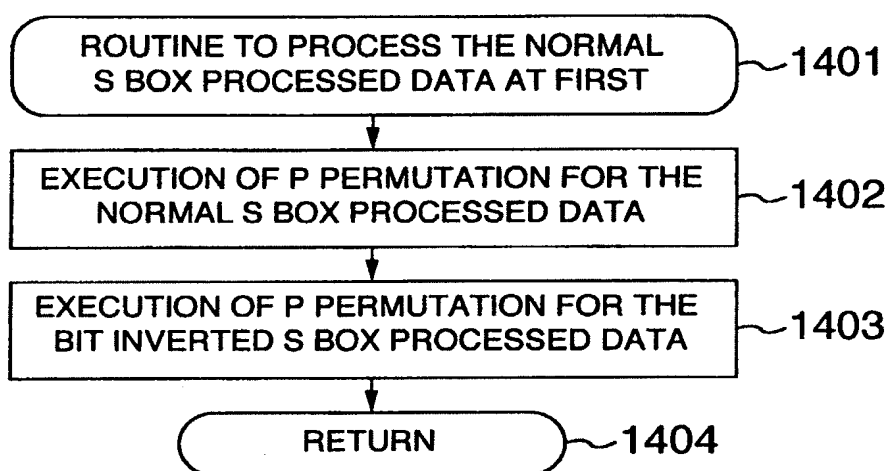 ROUTINE TO PROCESS THE NORMAL
S BOX PROCESSED DATA AT FIRST
1401
EXECUTION OF P PERMUTATION FOR THE
NORMAL S BOX PROCESSED DATA
1402
EXECUTION OF P PERMUTATION FOR THE
BIT INVERTED S BOX PROCESSED DATA
1403
RETURN
1404